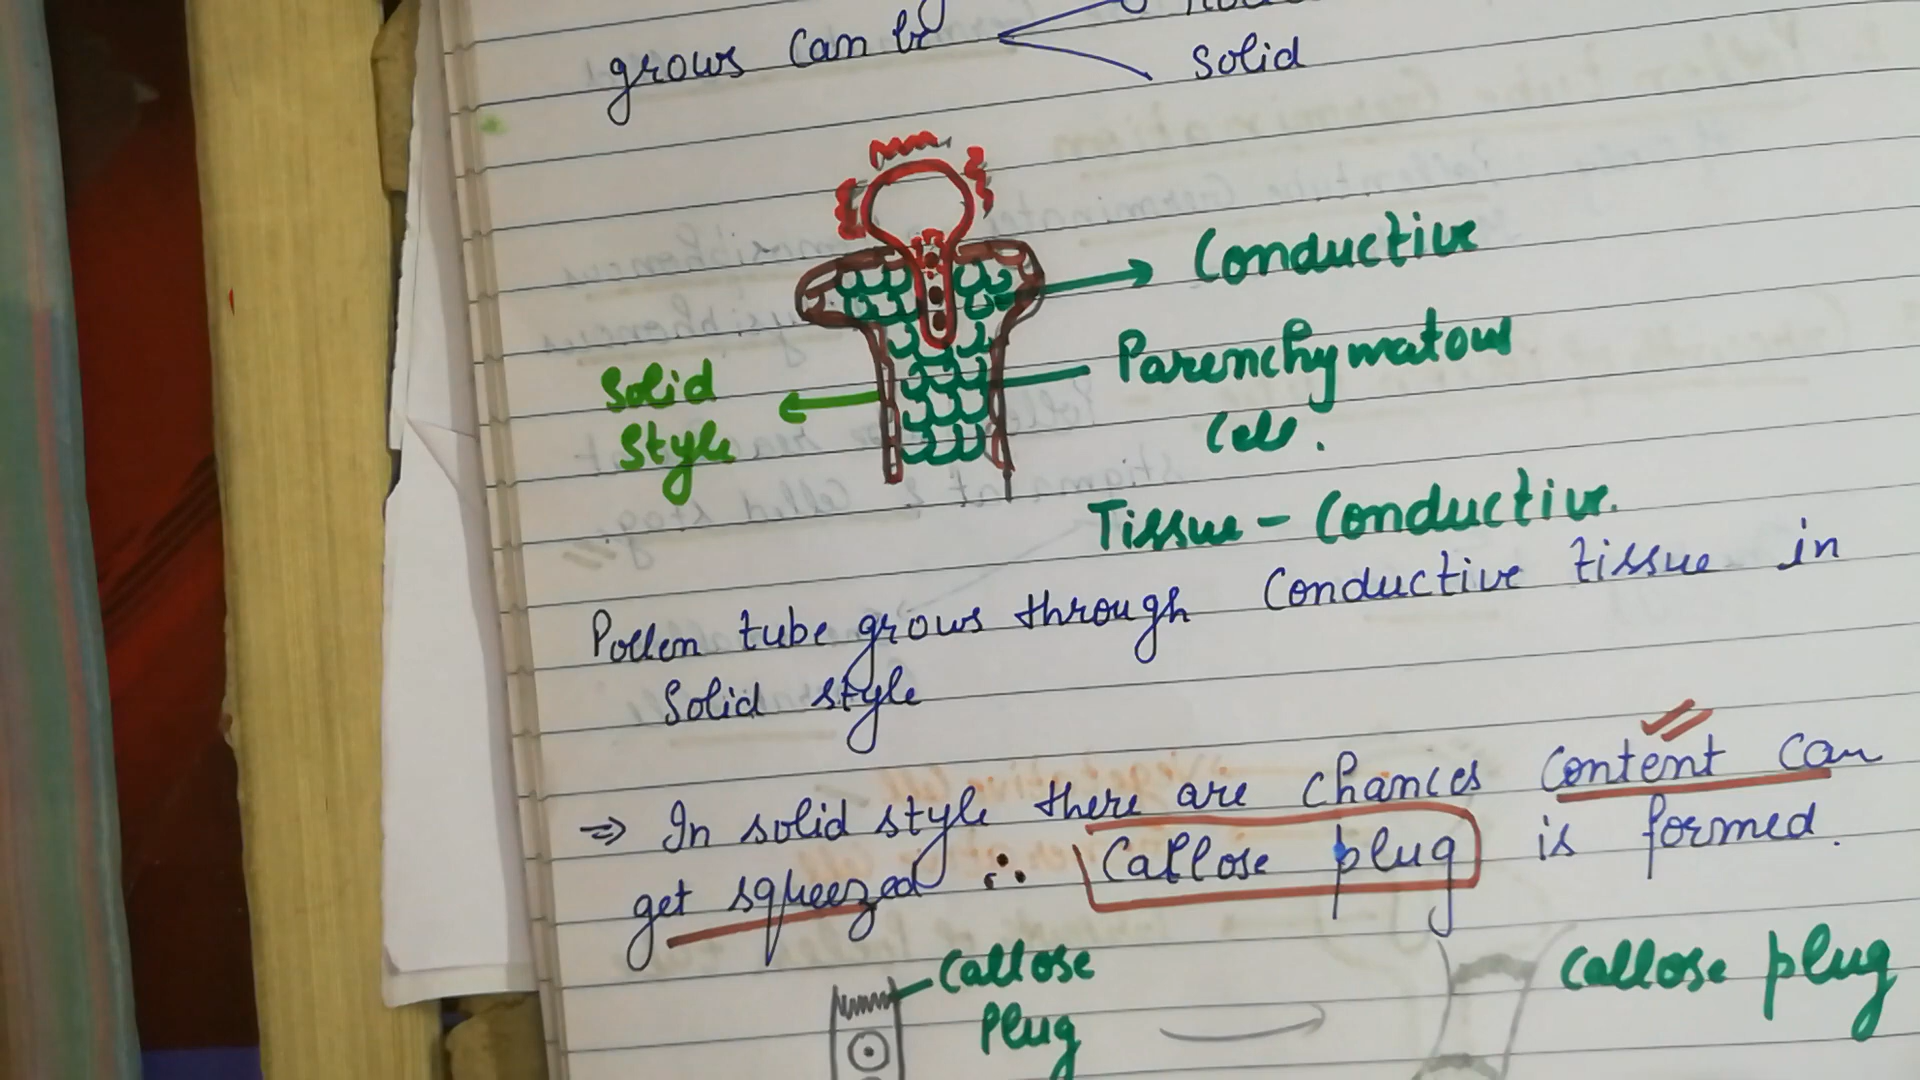 grows can be
solid
Conductive
Parenchymatous
Cells.
Solid
Style
Tissue - Conductive.
Pollen tube grows through Conductive tissue in
Solid style
⇒ In solid style there are chances Content can
get squeezed ∴ Callose plug is formed.
Callose
Plug
Callose plug